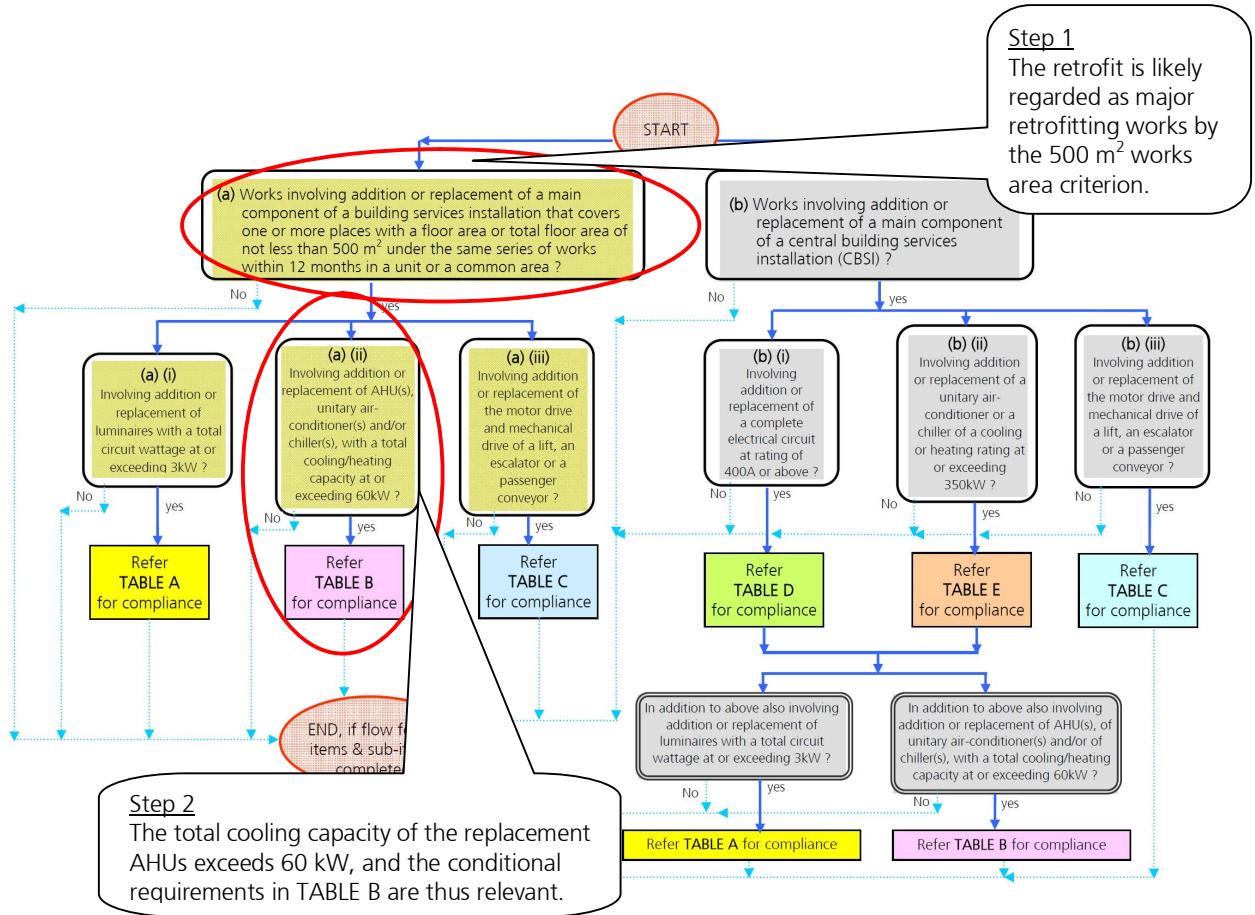 Step 1
The retrofit is likely
regarded as major
retrofitting works by
the 500 m² works
area criterion.
START
(a) Works involving addition or replacement of a main
component of a building services installation that covers
one or more places with a floor area or total floor area of
not less than 500 m² under the same series of works
within 12 months in a unit or a common area ?
(b) Works involving addition or
replacement of a main component
of a central building services
installation (CBSI) ?
No
yes
No
yes
(a) (i)
Involving addition or
replacement of
luminaires with a total
circuit wattage at or
exceeding 3kW ?
(a) (ii)
Involving addition or
replacement of AHU(s),
unitary air-
conditioner(s) and/or
chiller(s), with a total
cooling/heating
capacity at or
exceeding 60kW ?
(a) (iii)
Involving addition
or replacement of
the motor drive and
mechanical drive
of a lift, an
escalator or a
passenger
conveyor ?
(b) (i)
Involving
addition or
replacement of
a complete
electrical circuit
at rating of
400A or above ?
(b) (ii)
Involving addition or
replacement of a
unitary air-
conditioner or a
chiller of a cooling
or heating rating at
or exceeding
350kW ?
(b) (iii)
Involving addition
or replacement of
the motor drive and
mechanical drive of
a lift, an escalator
or a passenger
conveyor ?
No
yes
No
yes
No
yes
No
yes
No
yes
No
yes
Refer
TABLE A
for compliance
Refer
TABLE B
for compliance
Refer
TABLE C
for compliance
Refer
TABLE D
for compliance
Refer
TABLE E
for compliance
Refer
TABLE C
for compliance
END, if flow fo
items & sub-i
complete
In addition to above also involving
addition or replacement of
luminaires with a total circuit
wattage at or exceeding 3kW ?
In addition to above also involving
addition or replacement of AHU(s), of
unitary air-conditioner(s) and/or of
chiller(s), with a total cooling/heating
capacity at or exceeding 60kW ?
No
yes
No
yes
Refer TABLE A for compliance
Refer TABLE B for compliance
Step 2
The total cooling capacity of the replacement
AHUs exceeds 60 kW, and the conditional
requirements in TABLE B are thus relevant.